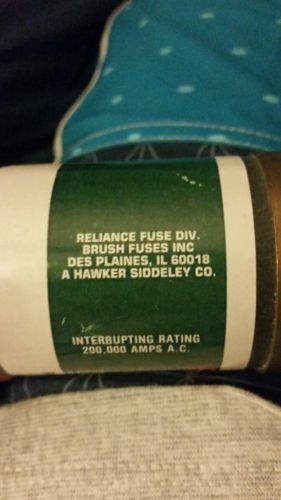 RELIANCE FUSE DIV.
BRUSH FUSES INC
DES PLAINES, IL 60018
A HAWKER SIDDELEY CO.
INTERRUPTING RATING
200,000 AMPS A.C.